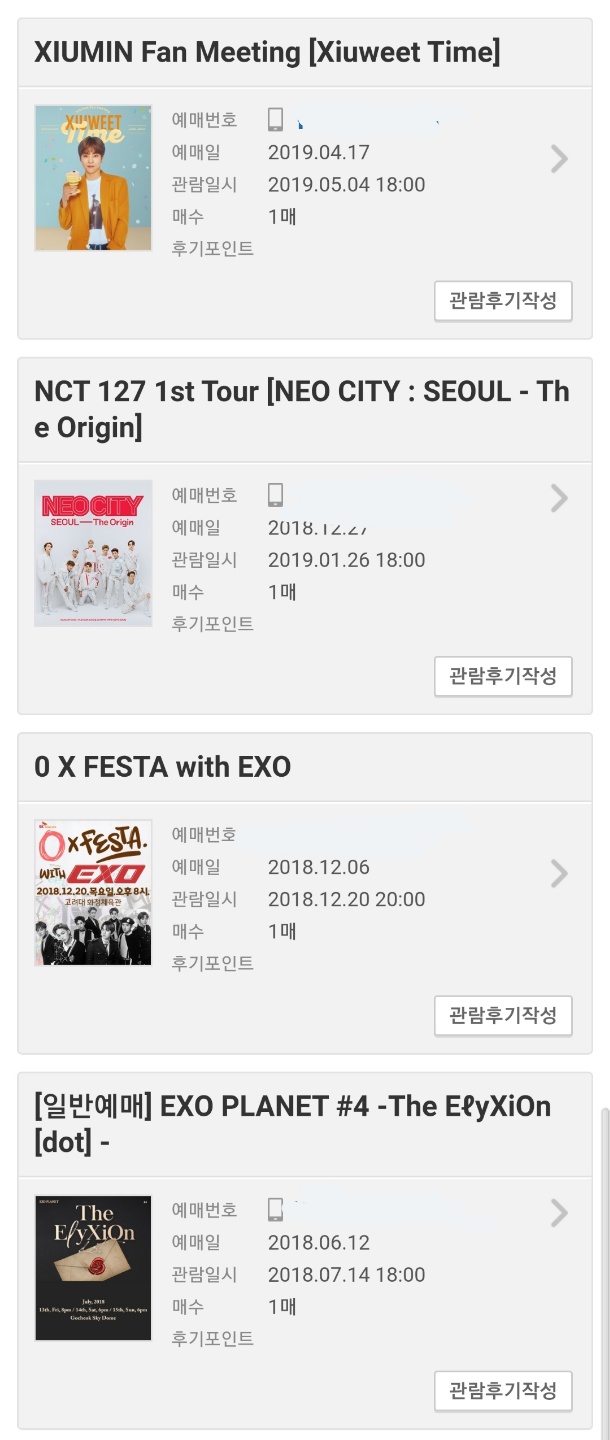 XIUMIN Fan Meeting [Xiuweet Time]
XIUWEET
Time
예매번호
예매일 2019.04.17
관람일시 2019.05.04 18:00
매수 1매
후기포인트
관람후기작성
NCT 127 1st Tour [NEO CITY : SEOUL - Th
e Origin]
NEO CITY
SEOUL — The Origin
예매번호
예매일 2018.12.27
관람일시 2019.01.26 18:00
매수 1매
후기포인트
관람후기작성
0 X FESTA with EXO
0 x FESTA.
WITH EXO
2018.12.20.목요일.오후 8시.
고려대 화정체육관
예매번호
예매일 2018.12.06
관람일시 2018.12.20 20:00
매수 1매
후기포인트
관람후기작성
[일반예매] EXO PLANET #4 -The EℓyXiOn
[dot] -
The
EℓyXiOn
[dot]
July, 2018
13th, Fri, 8pm / 14th, Sat, 6pm / 15th, Sun, 4pm
Gocheok Sky Dome
예매번호
예매일 2018.06.12
관람일시 2018.07.14 18:00
매수 1매
후기포인트
관람후기작성